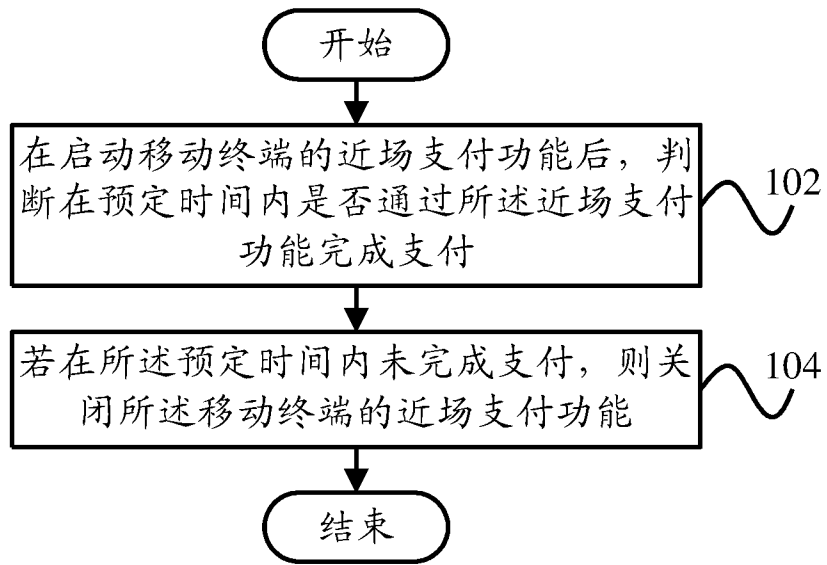 开始
在启动移动终端的近场支付功能后，判
断在预定时间内是否通过所述近场支付
功能完成支付
102
若在所述预定时间内未完成支付，则关
闭所述移动终端的近场支付功能
104
结束